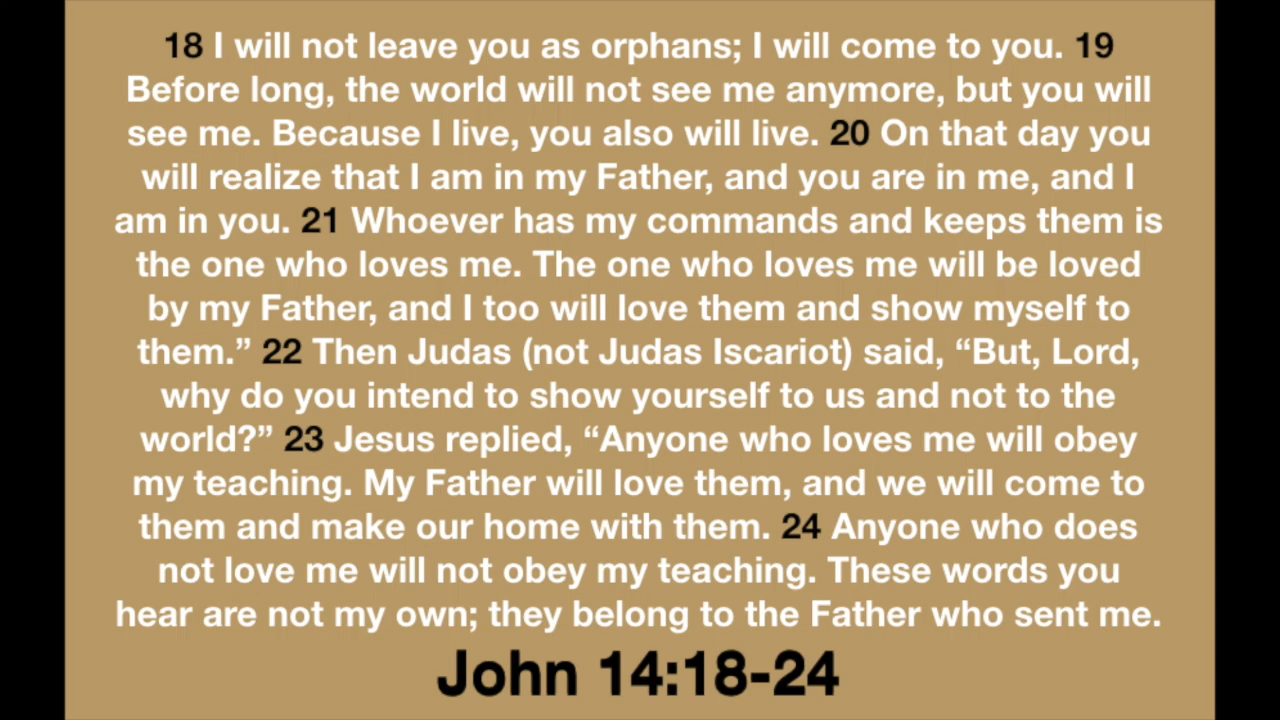 18 I will not leave you as orphans; I will come to you. 19
Before long, the world will not see me anymore, but you will
see me. Because I live, you also will live. 20 On that day you
will realize that I am in my Father, and you are in me, and I
am in you. 21 Whoever has my commands and keeps them is
the one who loves me. The one who loves me will be loved
by my Father, and I too will love them and show myself to
them.” 22 Then Judas (not Judas Iscariot) said, “But, Lord,
why do you intend to show yourself to us and not to the
world?” 23 Jesus replied, “Anyone who loves me will obey
my teaching. My Father will love them, and we will come to
them and make our home with them. 24 Anyone who does
not love me will not obey my teaching. These words you
hear are not my own; they belong to the Father who sent me.
John 14:18-24